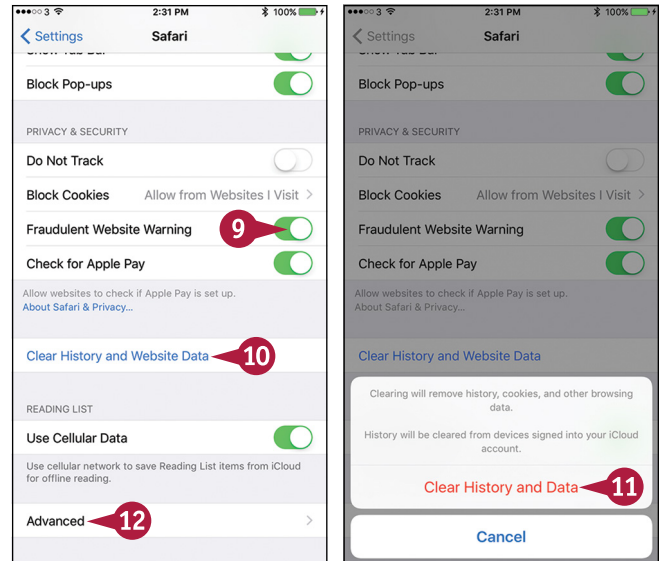 3 2:31 PM 100%
Settings Safari
Block Pop-ups
PRIVACY & SECURITY
Do Not Track
Block Cookies Allow from Websites I Visit
Fraudulent Website Warning 9
Check for Apple Pay
Allow websites to check if Apple Pay is set up.
About Safari & Privacy...
Clear History and Website Data 10
READING LIST
Use Cellular Data
Use cellular network to save Reading List items from iCloud
for offline reading.
Advanced 12
3 2:31 PM 100%
Settings Safari
Block Pop-ups
PRIVACY & SECURITY
Do Not Track
Block Cookies Allow from Websites I Visit
Fraudulent Website Warning
Check for Apple Pay
Allow websites to check if Apple Pay is set up.
About Safari & Privacy...
Clear History and Website Data
Clearing will remove history, cookies, and other browsing
data.
History will be cleared from devices signed into your iCloud
account.
Clear History and Data 11
Cancel